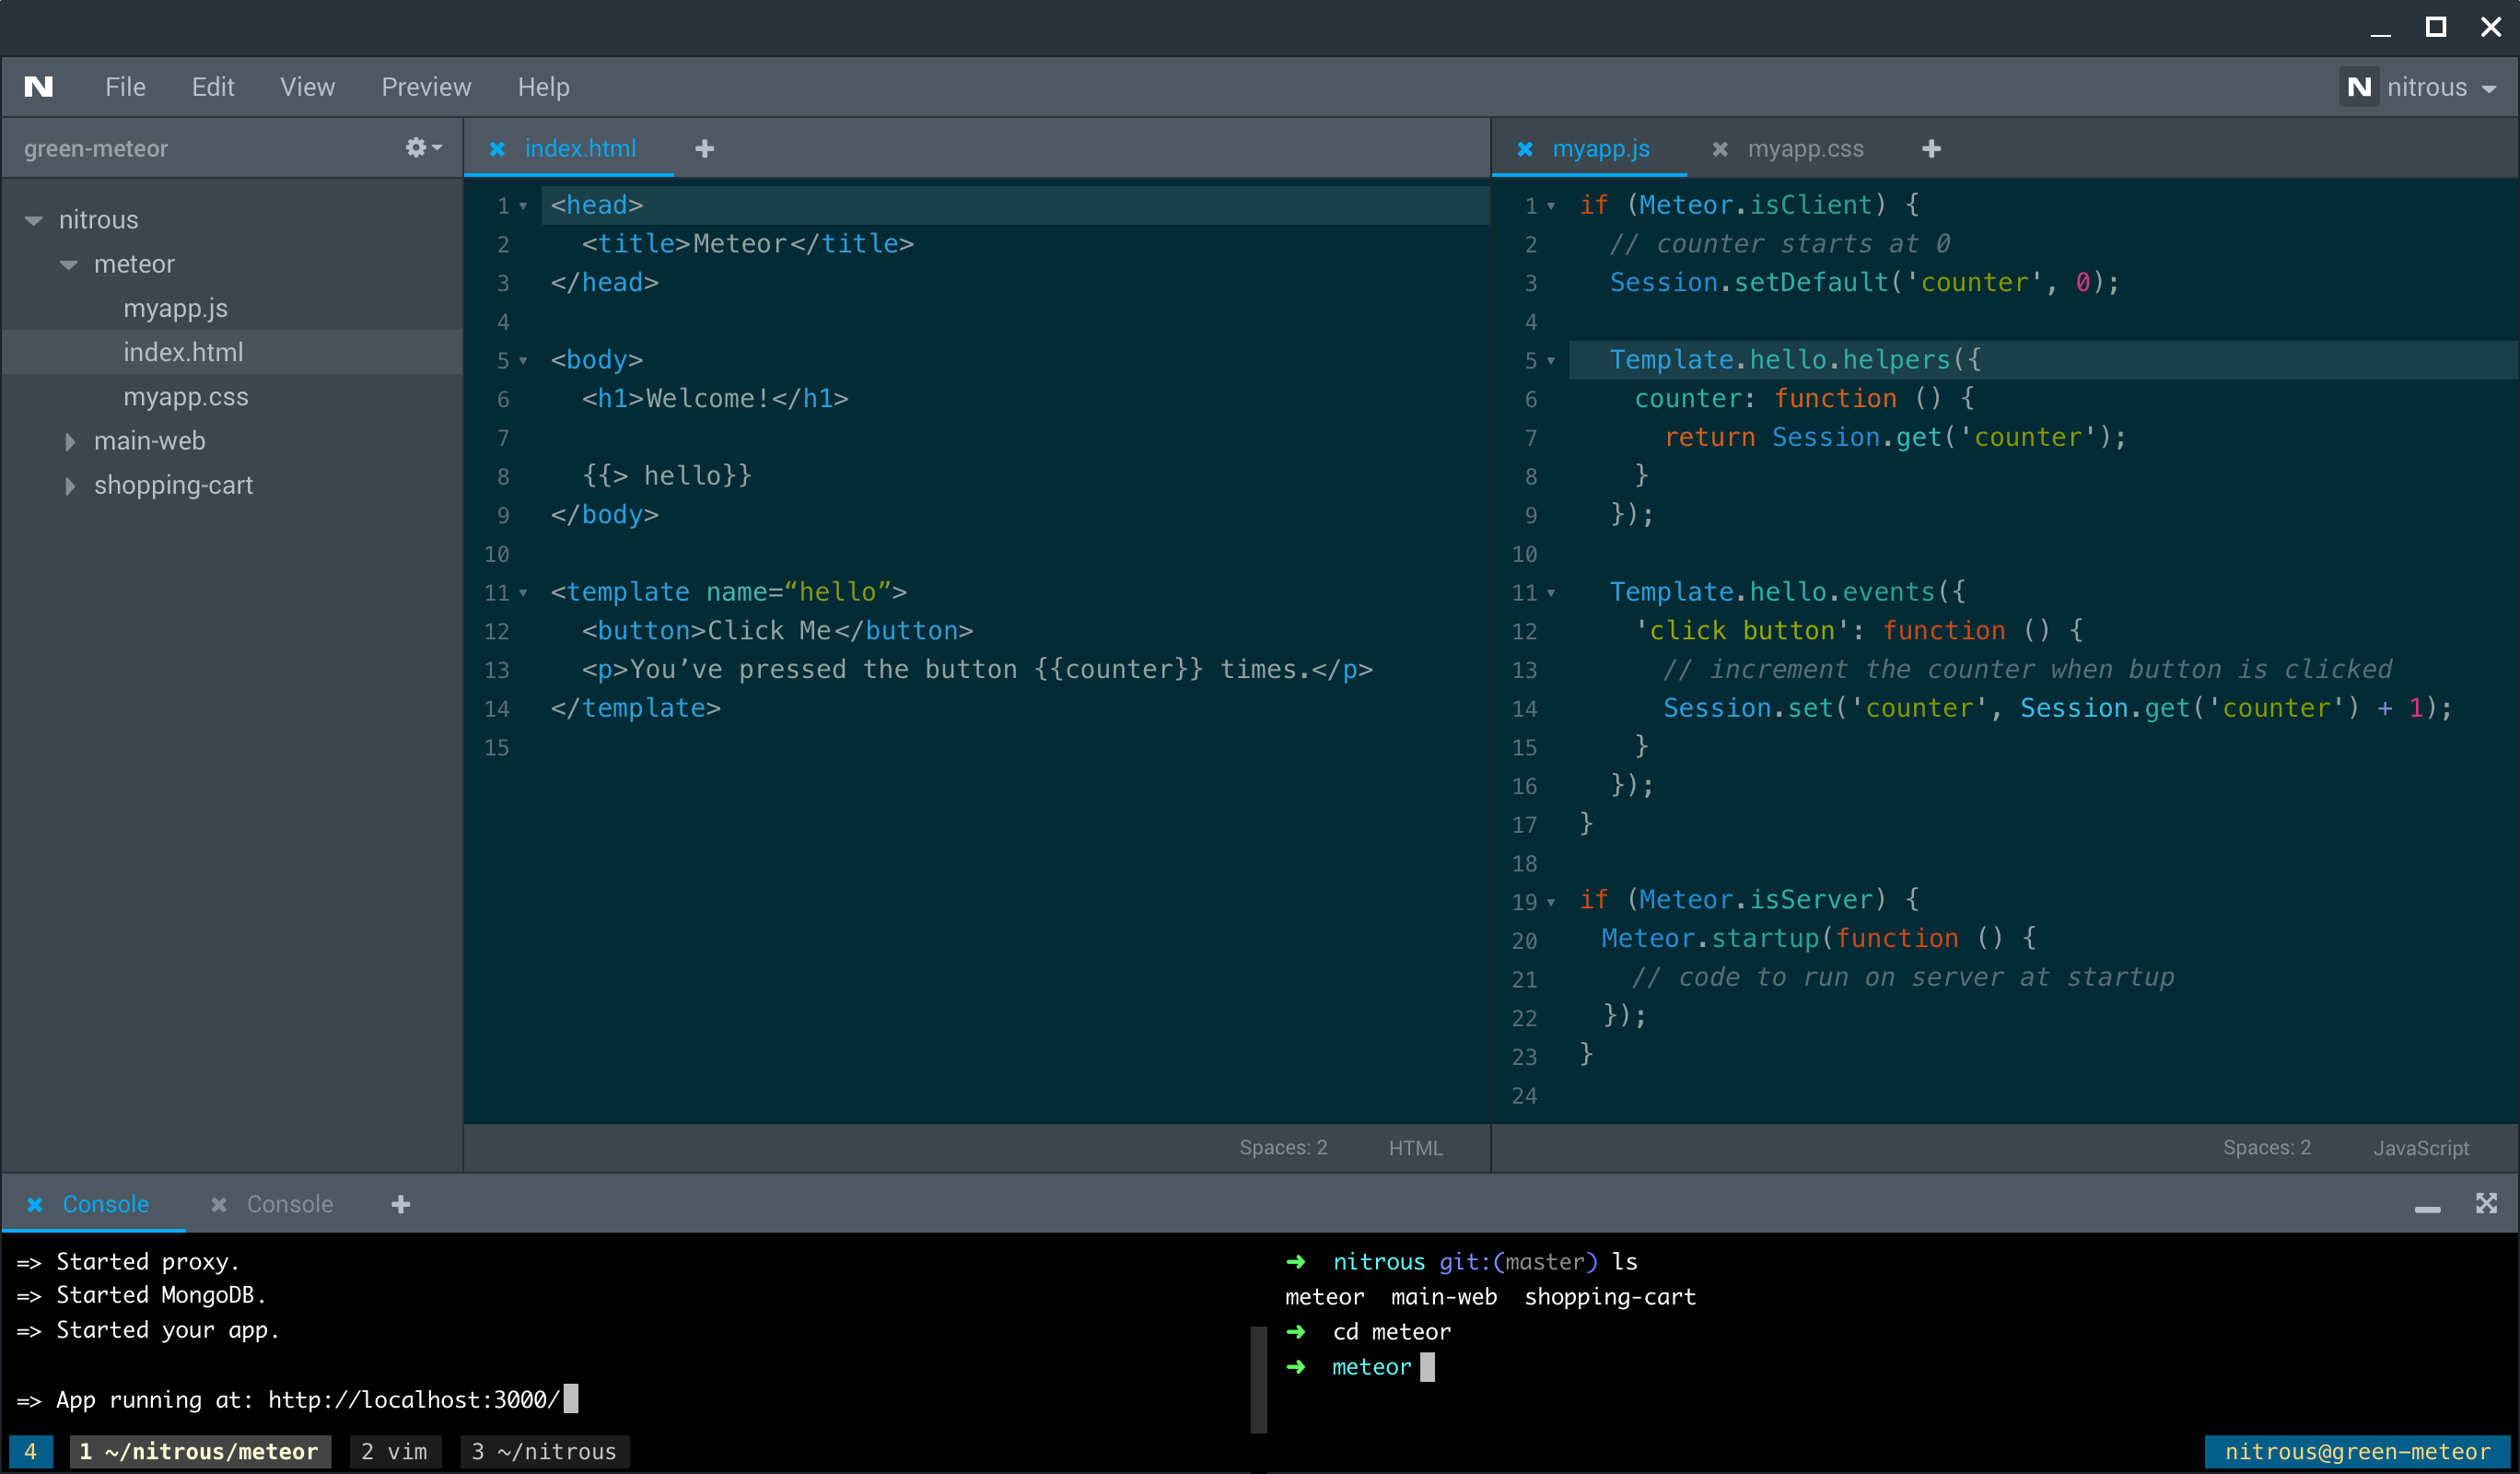 N File Edit View Preview Help N nitrous
green-meteor
nitrous
meteor
myapp.js
index.html
myapp.css
main-web
shopping-cart
index.html
1 <head>
2   <title>Meteor</title>
3 </head>
4
5 <body>
6   <h1>Welcome!</h1>
7
8   {{> hello}}
9 </body>
10
11 <template name=“hello”>
12   <button>Click Me</button>
13   <p>You’ve pressed the button {{counter}} times.</p>
14 </template>
15
Spaces: 2 HTML
myapp.js myapp.css
1 if (Meteor.isClient) {
2   // counter starts at 0
3   Session.setDefault('counter', 0);
4
5   Template.hello.helpers({
6     counter: function () {
7       return Session.get('counter');
8     }
9   });
10
11   Template.hello.events({
12     'click button': function () {
13       // increment the counter when button is clicked
14       Session.set('counter', Session.get('counter') + 1);
15     }
16   });
17 }
18
19 if (Meteor.isServer) {
20   Meteor.startup(function () {
21     // code to run on server at startup
22   });
23 }
24
Spaces: 2 JavaScript
Console Console
=> Started proxy.
=> Started MongoDB.
=> Started your app.
=> App running at: http://localhost:3000/
➜ nitrous git:(master) ls
meteor main-web shopping-cart
➜ cd meteor
➜ meteor
4 1 ~/nitrous/meteor 2 vim 3 ~/nitrous nitrous@green-meteor